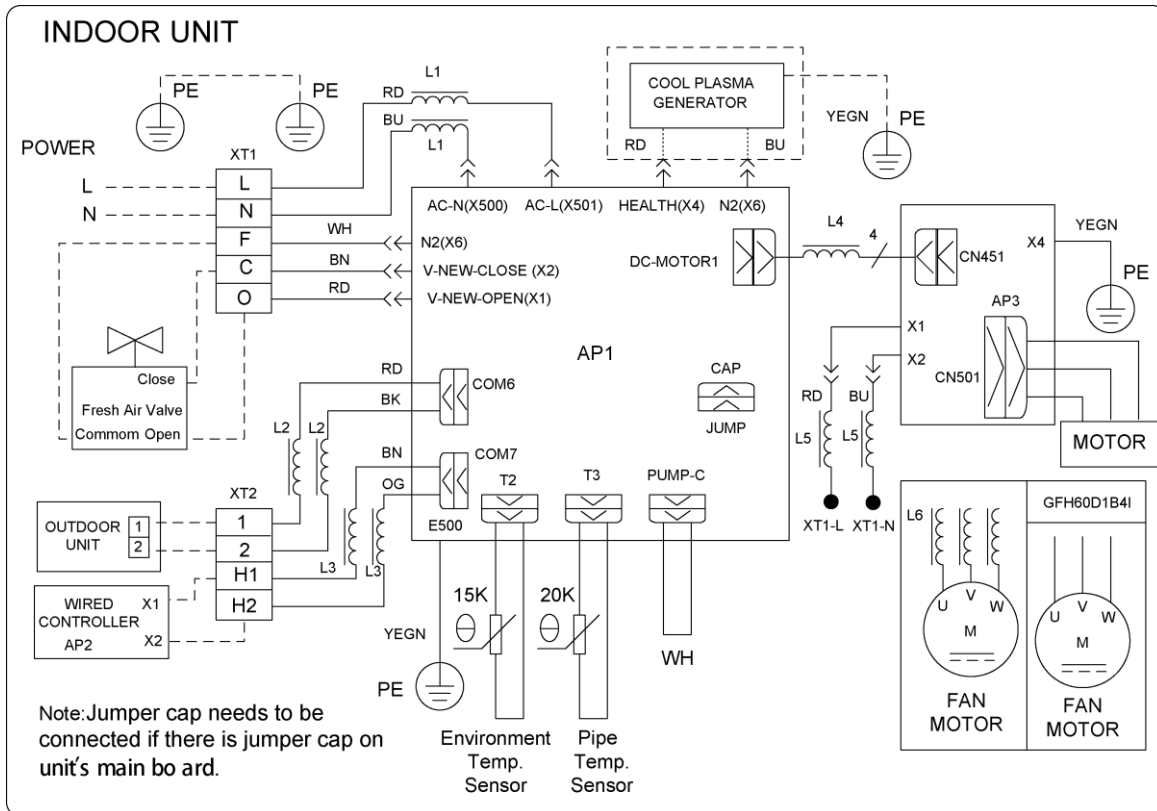 INDOOR UNIT
PE
PE
POWER
L
N
XT1
L
N
F
C
O
RD
L1
BU
L1
WH
BN
RD
COOL PLASMA
GENERATOR
RD
BU
YEGN
PE
AC-N(X500)
AC-L(X501)
HEALTH(X4)
N2(X6)
N2(X6)
V-NEW-CLOSE (X2)
V-NEW-OPEN(X1)
DC-MOTOR1
L4
4
CN451
X4
YEGN
PE
AP3
X1
X2
CN501
RD
BU
L5
L5
XT1-L
XT1-N
MOTOR
AP1
CAP
JUMP
Close
Fresh Air Valve
Commom Open
RD
BK
COM6
L2
L2
BN
OG
COM7
E500
T2
T3
PUMP-C
XT2
1
2
H1
H2
OUTDOOR
UNIT
1
2
L3
L3
WIRED
CONTROLLER
AP2
X1
X2
YEGN
PE
15K
20K
WH
Environment
Temp.
Sensor
Pipe
Temp.
Sensor
L6
U
V
W
M
FAN
MOTOR
GFH60D1B4I
U
V
W
M
FAN
MOTOR
Note:Jumper cap needs to be
connected if there is jumper cap on
unit's main bo ard.